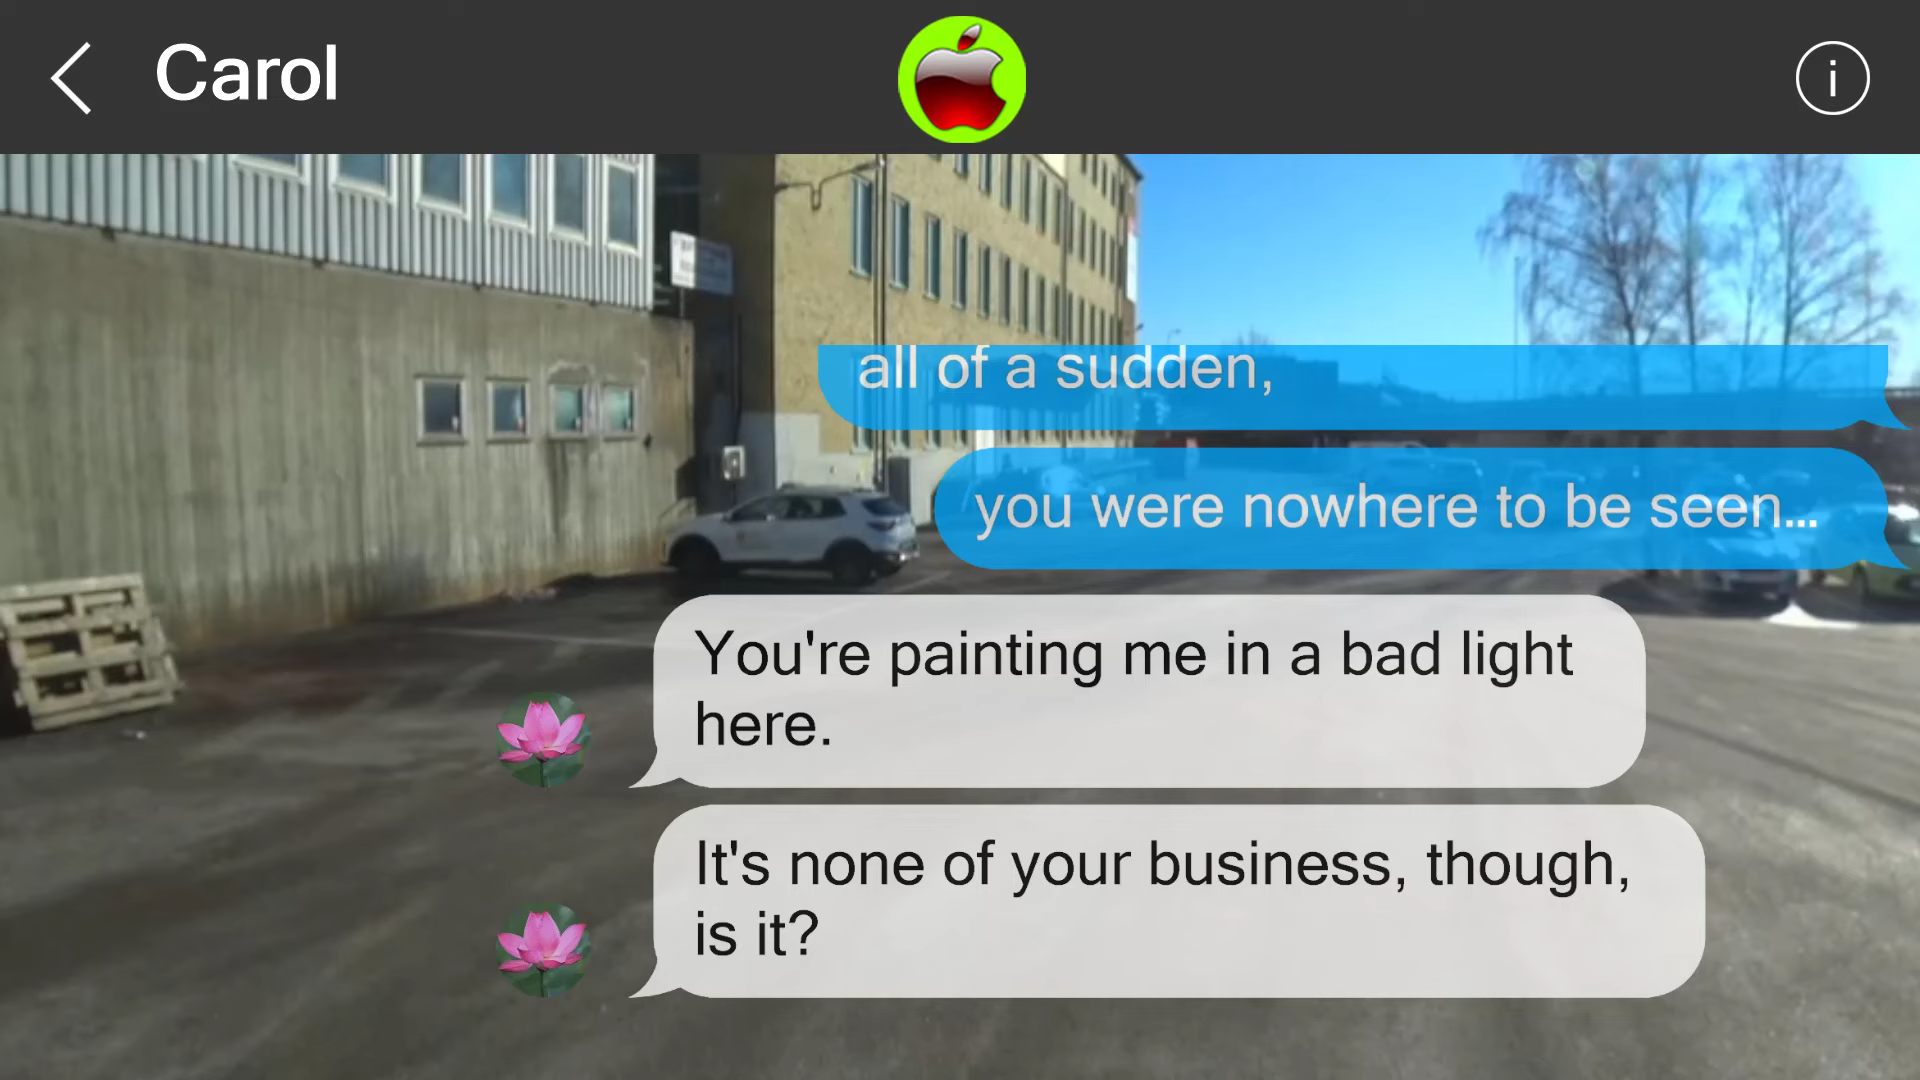 Carol
i
all of a sudden,
you were nowhere to be seen...
You're painting me in a bad light
here.
It's none of your business, though,
is it?